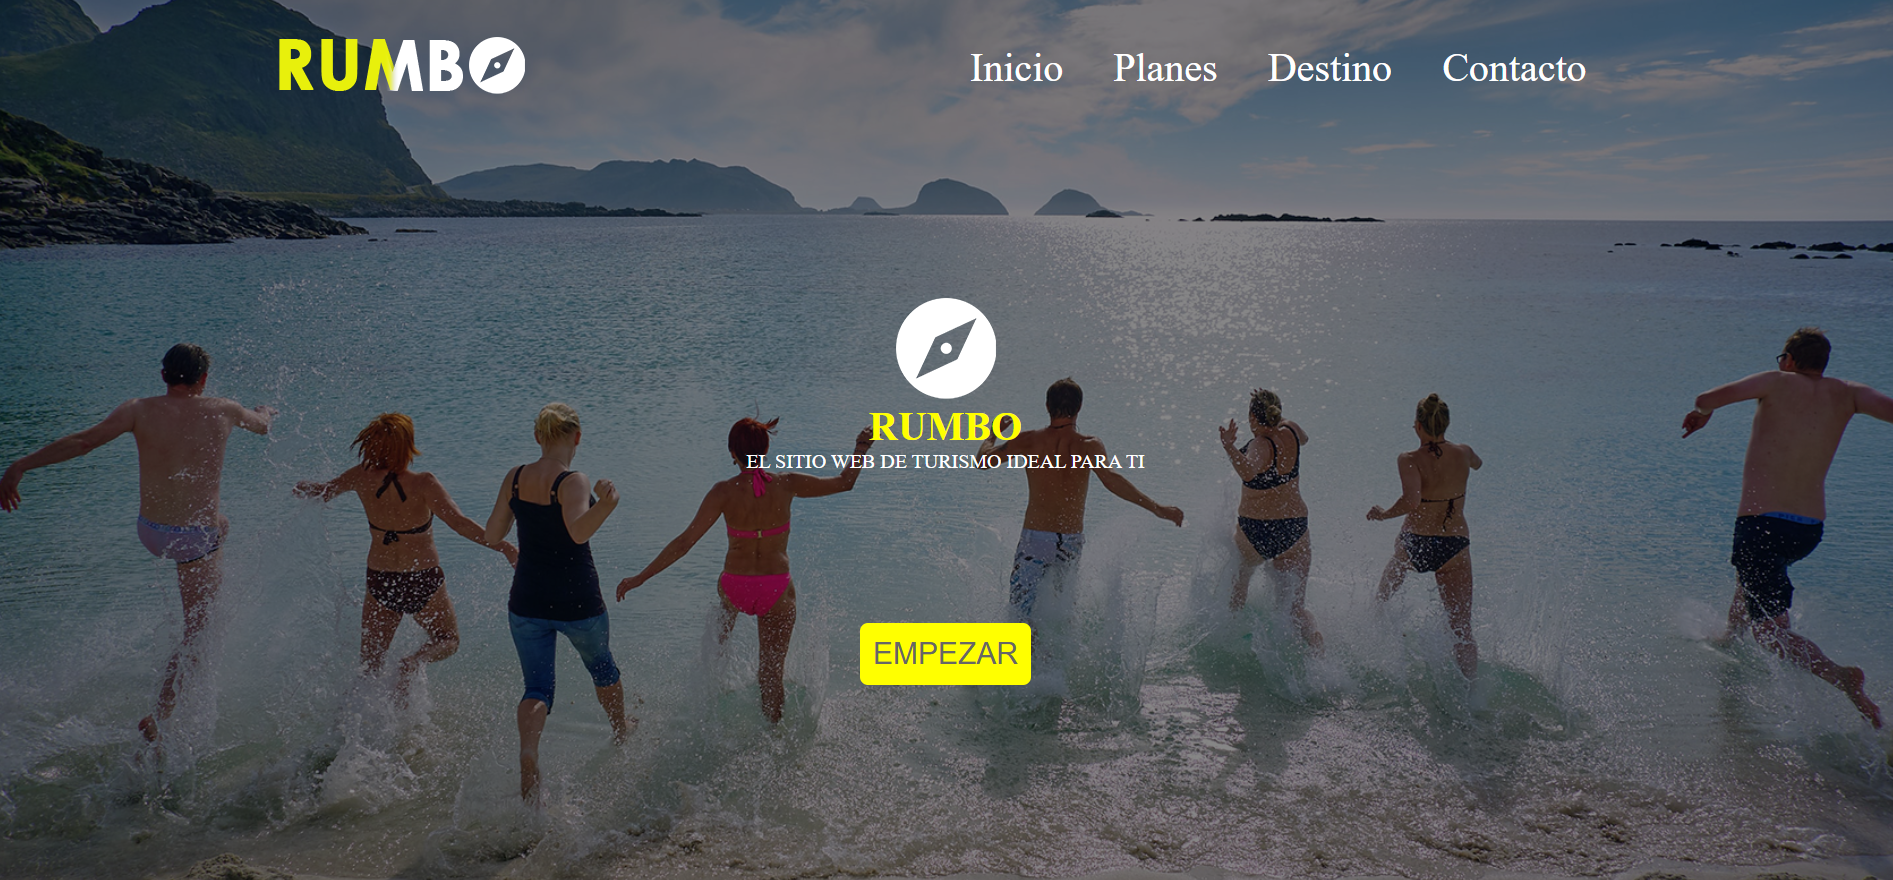 RUMBO
Inicio Planes Destino Contacto
RUMBO
EL SITIO WEB DE TURISMO IDEAL PARA TI
EMPEZAR